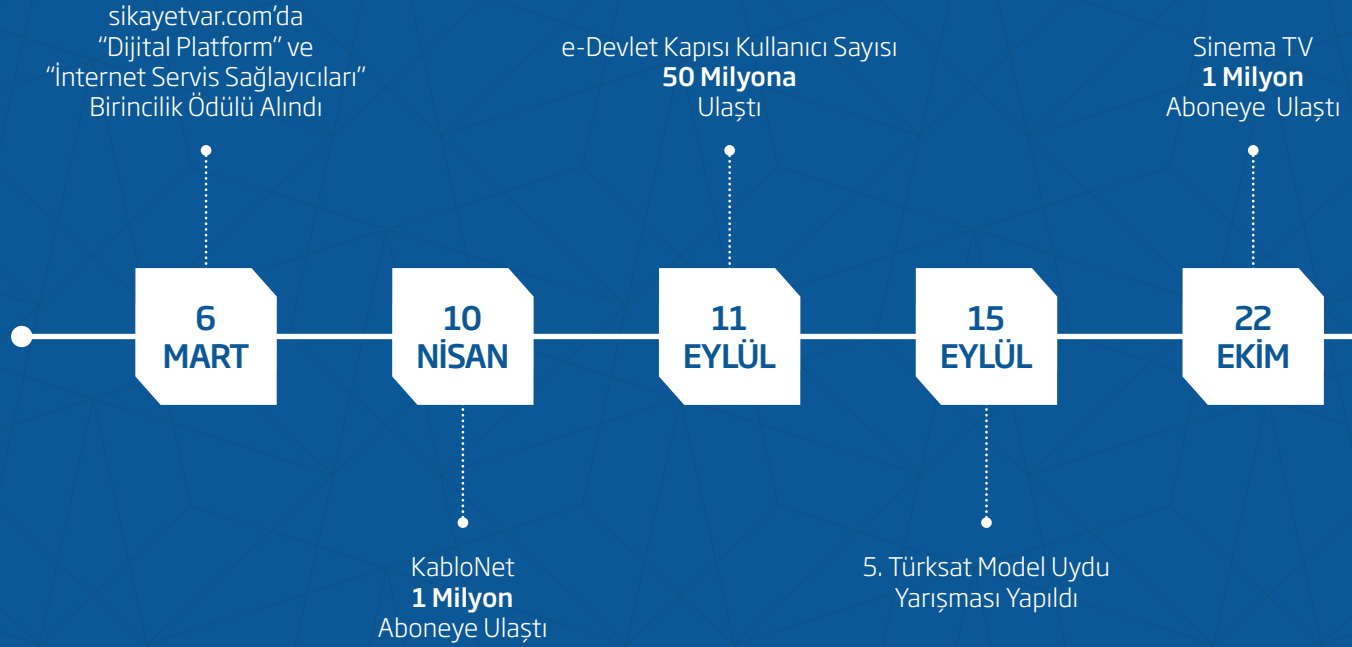 sikayetvar.com’da
“Dijital Platform” ve
“İnternet Servis Sağlayıcıları”
Birincilik Ödülü Alındı
6
MART
10
NİSAN
KabloNet
1 Milyon
Aboneye Ulaştı
e-Devlet Kapısı Kullanıcı Sayısı
50 Milyona
Ulaştı
11
EYLÜL
15
EYLÜL
5. Türksat Model Uydu
Yarışması Yapıldı
Sinema TV
1 Milyon
Aboneye Ulaştı
22
EKİM